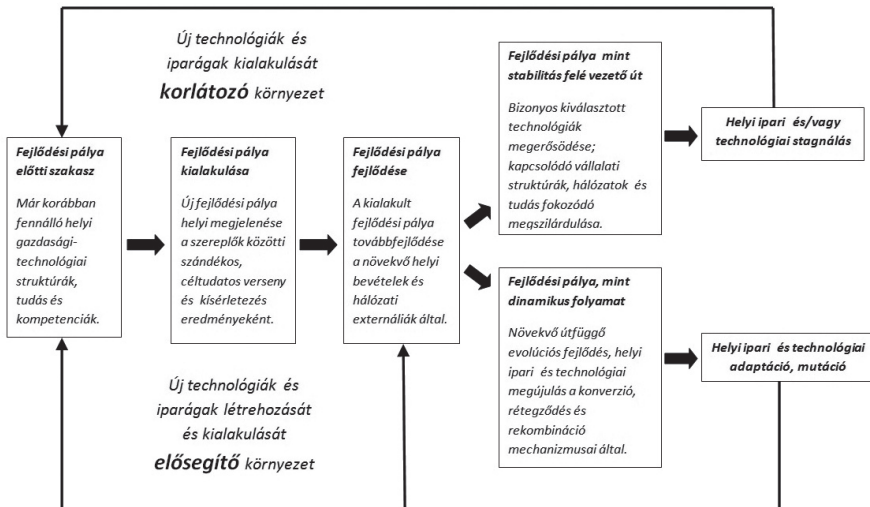 Új technológiák és
iparágak kialakulását
korlátozó környezet
Fejlődési pálya
előtti szakasz
Már korábban
fennálló helyi
gazdasági-
technológiai
struktúrák,
tudás és
kompetenciák.
Fejlődési pálya
kialakulása
Új fejlődési pálya
helyi megjelenése
a szereplők közötti
szándékos,
céltudatos verseny
és kísérletezés
eredményeként.
Fejlődési pálya
fejlődése
A kialakult
fejlődési pálya
továbbfejlődése
a növekvő helyi
bevételek és
hálózati
externáliák által.
Fejlődési pálya mint
stabilitás felé vezető út
Bizonyos kiválasztott
technológiák
megerősödése;
kapcsolódó vállalati
struktúrák, hálózatok és
tudás fokozódó
megszilárdulása.
Helyi ipari és/vagy
technológiai stagnálás
Fejlődési pálya, mint
dinamikus folyamat
Növekvő útfüggő
evolúciós fejlődés, helyi
ipari és technológiai
megújulás a konverzió,
rétegződés és
rekombináció
mechanizmusai által.
Helyi ipari és technológiai
adaptáció, mutáció
Új technológiák és
iparágak létrehozását
és kialakulását
elősegítő környezet